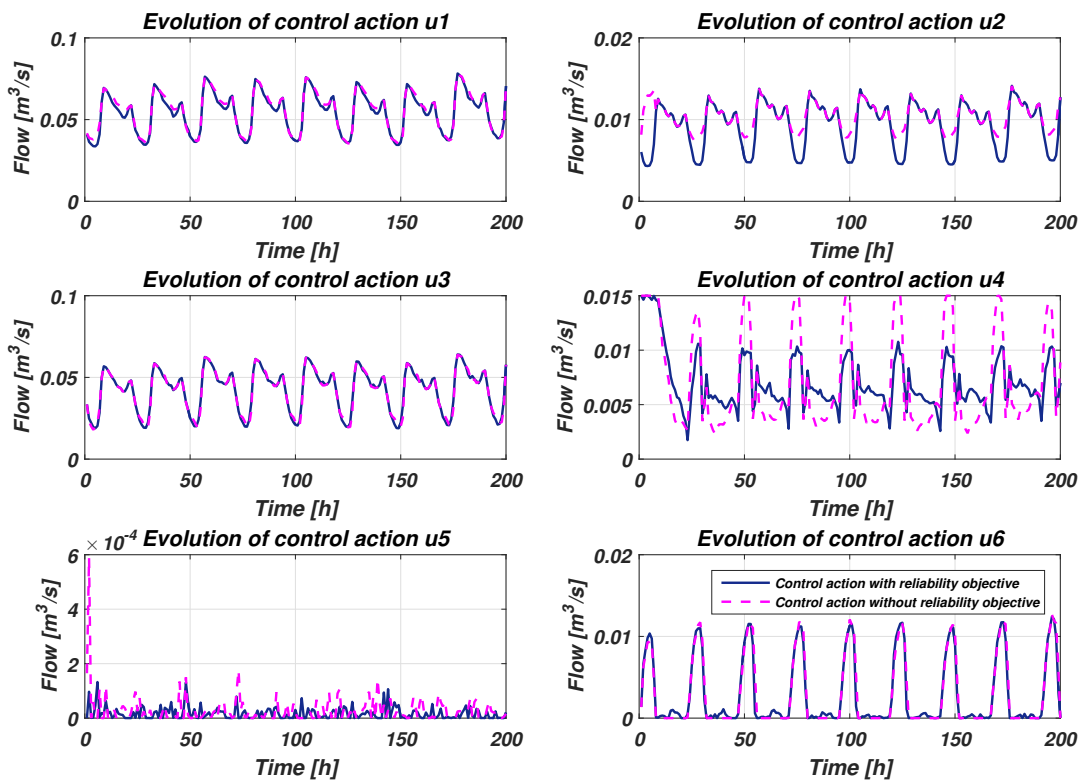 Evolution of control action u1
Flow [m³/s]
0.1
0.05
0
0 50 100 150 200
Time [h]
Evolution of control action u2
Flow [m³/s]
0.02
0.01
0
0 50 100 150 200
Time [h]
Evolution of control action u3
Flow [m³/s]
0.1
0.05
0
0 50 100 150 200
Time [h]
Evolution of control action u4
Flow [m³/s]
0.015
0.01
0.005
0
0 50 100 150 200
Time [h]
Evolution of control action u5
× 10⁻⁴
Flow [m³/s]
6
4
2
0
0 50 100 150 200
Time [h]
Evolution of control action u6
Flow [m³/s]
0.02
0.01
0
Control action with reliability objective
Control action without reliability objective
0 50 100 150 200
Time [h]